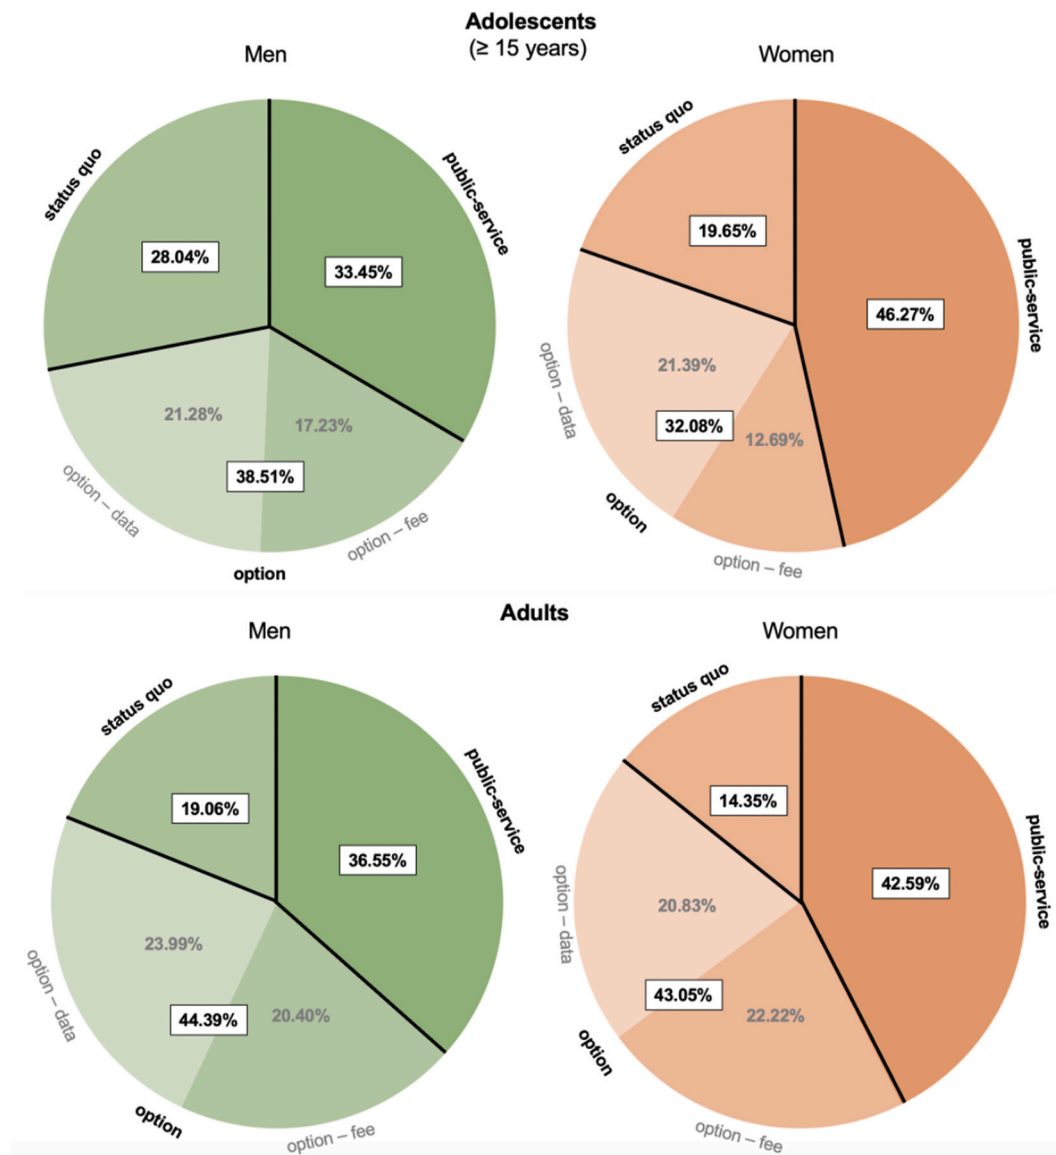 Adolescents
(≥ 15 years)
Men
Women
status quo
public-service
28.04%
33.45%
21.28%
17.23%
38.51%
option – data
option – fee
option
status quo
public-service
19.65%
46.27%
21.39%
32.08%
12.69%
option – data
option
option – fee
Adults
Men
Women
status quo
public-service
19.06%
36.55%
23.99%
44.39%
20.40%
option – data
option
option – fee
status quo
public-service
14.35%
42.59%
20.83%
43.05%
22.22%
option – data
option
option – fee